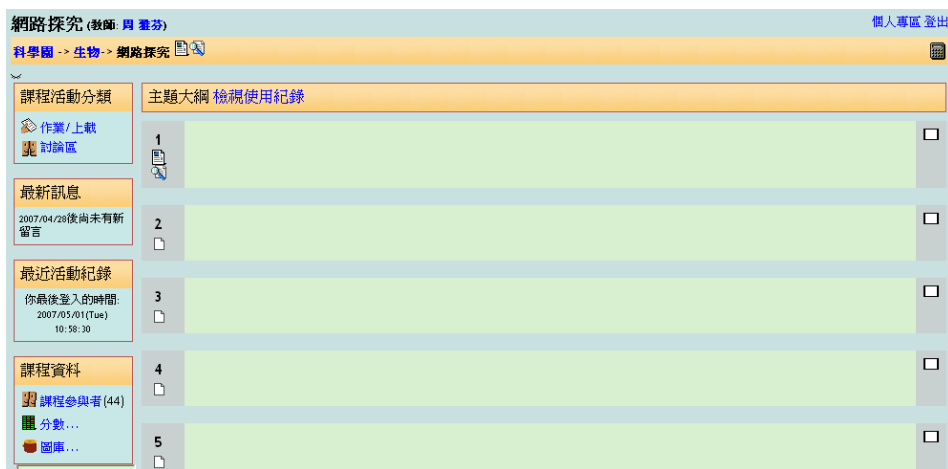 網路探究 (教師: 周 雅芬)
個人專區 登出
科學園 -> 生物-> 網路探究
課程活動分類
作業/上載
討論區
最新訊息
2007/04/28後尚未有新
留言
最近活動紀錄
你最後登入的時間:
2007/05/01(Tue)
10:58:30
課程資料
課程參與者(44)
分數...
圖庫...
主題大綱 檢視使用紀錄
1
2
3
4
5